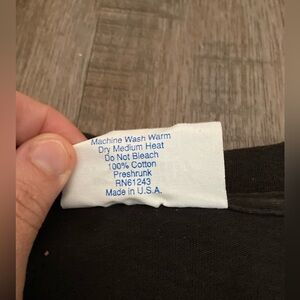 Machine Wash Warm
Dry Medium Heat
Do Not Bleach
100% Cotton
Preshrunk
RN61243
Made in U.S.A.